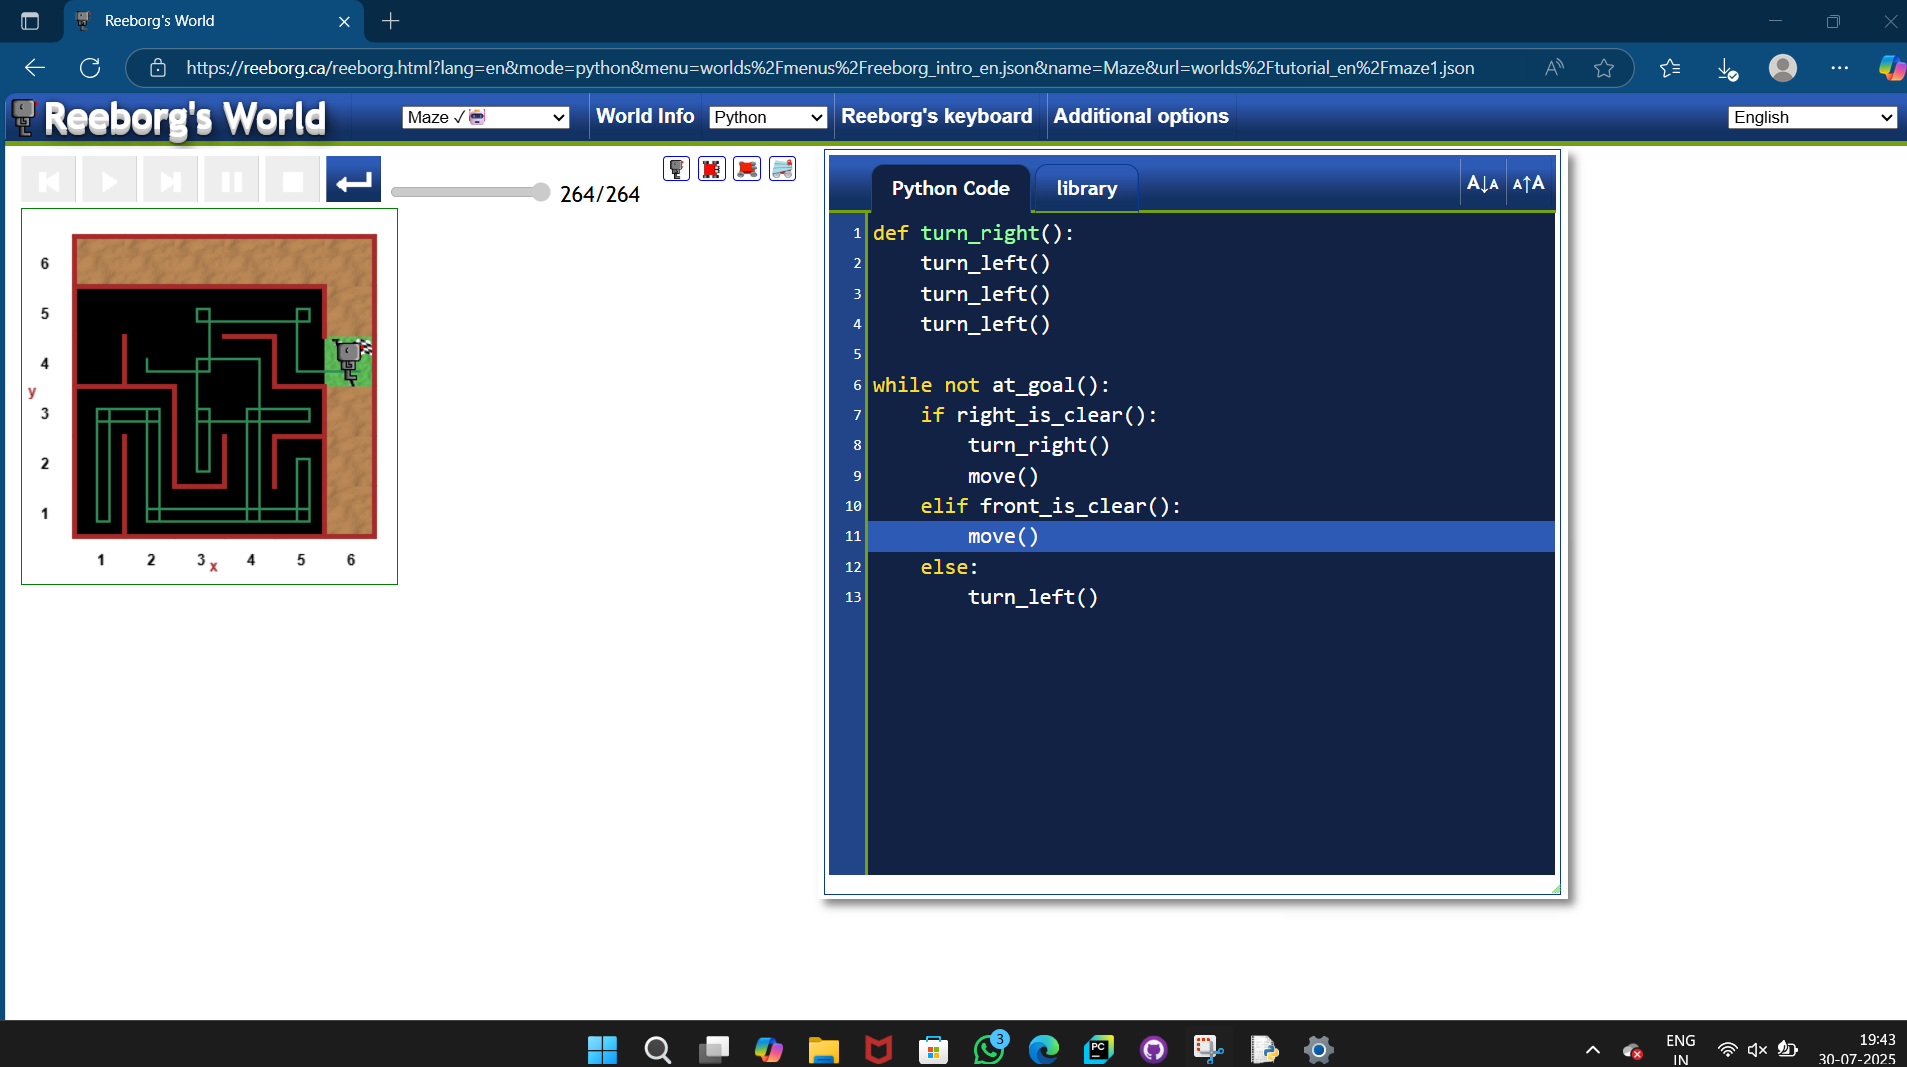 Reeborg's World
https://reeborg.ca/reeborg.html?lang=en&mode=python&menu=worlds%2Fmenus%2Freeborg_intro_en.json&name=Maze&url=worlds%2Ftutorial_en%2Fmaze1.json
Reeborg's World
Maze ✓
World Info
Python
Reeborg's keyboard
Additional options
English
264/264
Python Code
library
A↓A
A↑A
6
5
4
y
3
2
1
1 2 3 x 4 5 6
1 def turn_right():
2     turn_left()
3     turn_left()
4     turn_left()
5
6 while not at_goal():
7     if right_is_clear():
8         turn_right()
9         move()
10     elif front_is_clear():
11         move()
12     else:
13         turn_left()
3
PC
ENG
IN
19:43
30-07-2025